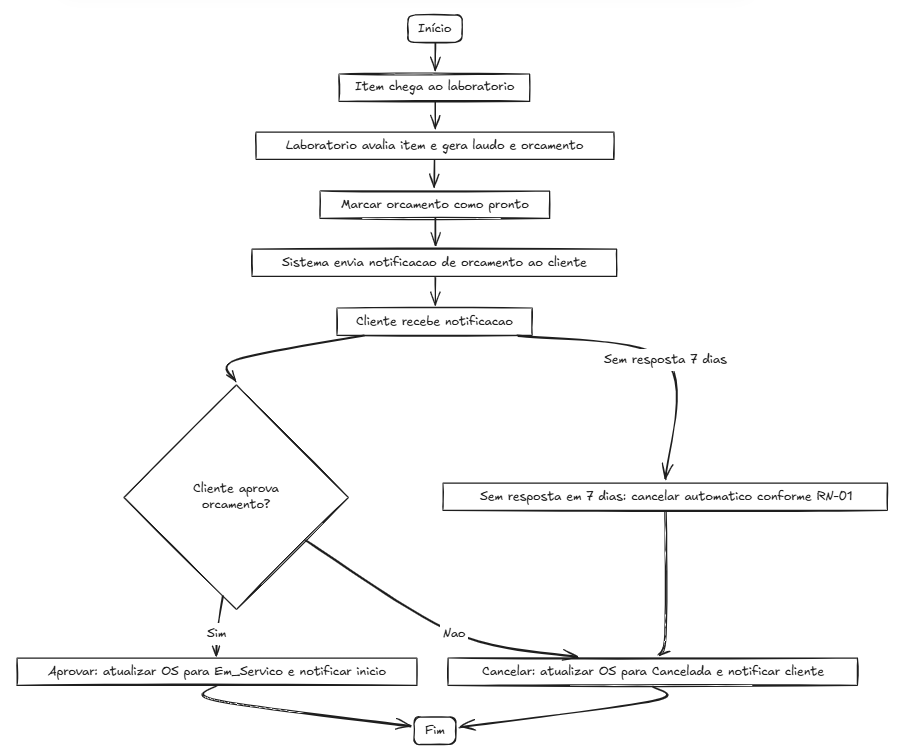 Início
Item chega ao laboratorio
Laboratorio avalia item e gera laudo e orcamento
Marcar orcamento como pronto
Sistema envia notificacao de orcamento ao cliente
Cliente recebe notificacao
Sem resposta 7 dias
Cliente aprova
orcamento?
Sem resposta em 7 dias: cancelar automatico conforme RN-01
Sim
Nao
Aprovar: atualizar OS para Em_Servico e notificar inicio
Cancelar: atualizar OS para Cancelada e notificar cliente
Fim